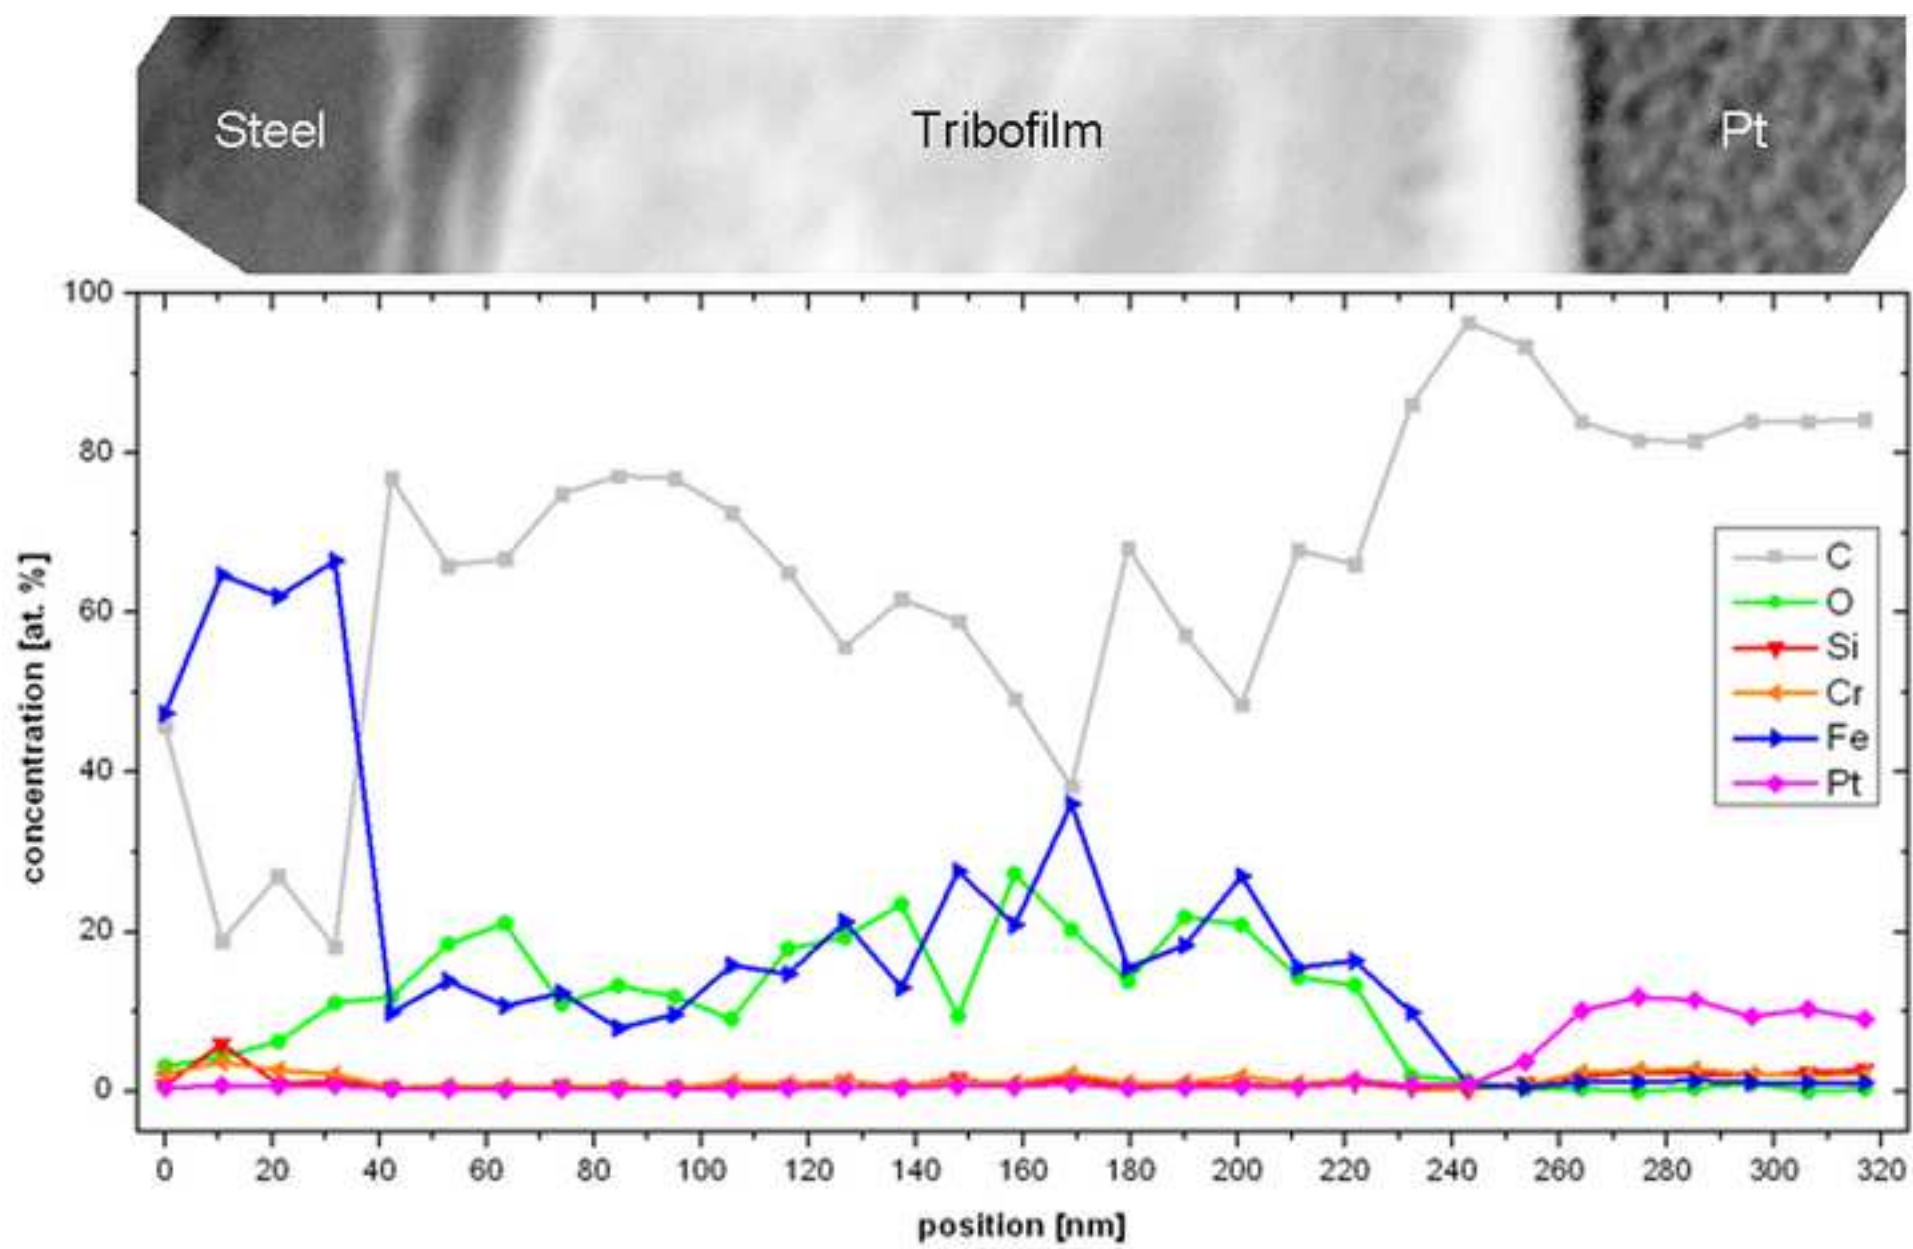 Steel Tribofilm Pt
100
80
60
40
20
0
concentration [at. %]
C
O
Si
Cr
Fe
Pt
0 20 40 60 80 100 120 140 160 180 200 220 240 260 280 300 320
position [nm]